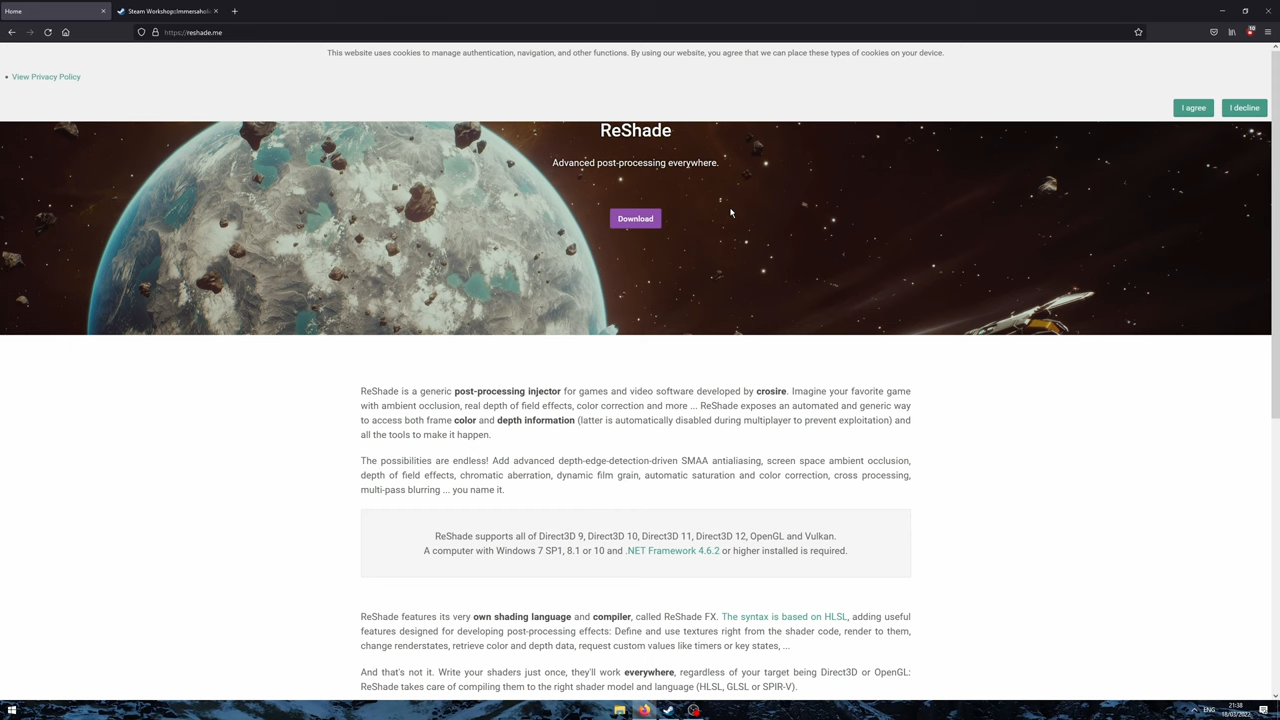 Home
Steam Workshop::Immersaholic
https://reshade.me
10
This website uses cookies to manage authentication, navigation, and other functions. By using our website, you agree that we can place these types of cookies on your device.
View Privacy Policy
I agree
I decline
ReShade
Advanced post-processing everywhere.
Download
ReShade is a generic post-processing injector for games and video software developed by crosire. Imagine your favorite game
with ambient occlusion, real depth of field effects, color correction and more ... ReShade exposes an automated and generic way
to access both frame color and depth information (latter is automatically disabled during multiplayer to prevent exploitation) and
all the tools to make it happen.
The possibilities are endless! Add advanced depth-edge-detection-driven SMAA antialiasing, screen space ambient occlusion,
depth of field effects, chromatic aberration, dynamic film grain, automatic saturation and color correction, cross processing,
multi-pass blurring ... you name it.
ReShade supports all of Direct3D 9, Direct3D 10, Direct3D 11, Direct3D 12, OpenGL and Vulkan.
A computer with Windows 7 SP1, 8.1 or 10 and .NET Framework 4.6.2 or higher installed is required.
ReShade features its very own shading language and compiler, called ReShade FX. The syntax is based on HLSL, adding useful
features designed for developing post-processing effects: Define and use textures right from the shader code, render to them,
change renderstates, retrieve color and depth data, request custom values like timers or key states, ...
And that's not it. Write your shaders just once, they'll work everywhere, regardless of your target being Direct3D or OpenGL:
ReShade takes care of compiling them to the right shader model and language (HLSL, GLSL or SPIR-V).
ENG
21:38
18/03/2022